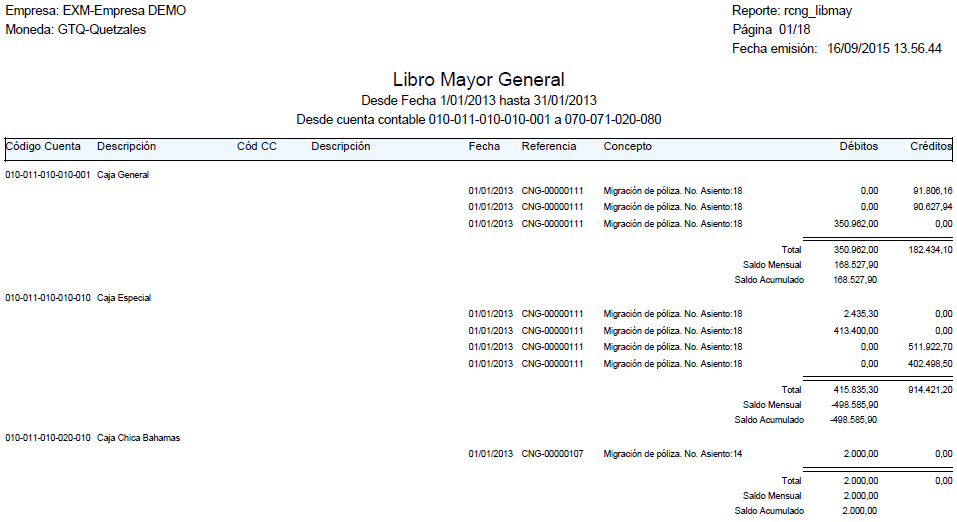 Empresa: EXM-Empresa DEMO Reporte: rcng_libmay
Moneda: GTQ-Quetzales Página 01/18
Fecha emisión: 16/09/2015 13.56.44
Libro Mayor General
Desde Fecha 1/01/2013 hasta 31/01/2013
Desde cuenta contable 010-011-010-010-001 a 070-071-020-080
Código Cuenta Descripción Cód CC Descripción Fecha Referencia Concepto Débitos Créditos
010-011-010-010-001 Caja General
01/01/2013 CNG-00000111 Migración de póliza. No. Asiento:18 0,00 91.806,16
01/01/2013 CNG-00000111 Migración de póliza. No. Asiento:18 0,00 90.627,94
01/01/2013 CNG-00000111 Migración de póliza. No. Asiento:18 350.962,00 0,00
Total 350.962,00 182.434,10
Saldo Mensual 168.527,90
Saldo Acumulado 168.527,90
010-011-010-010-010 Caja Especial
01/01/2013 CNG-00000111 Migración de póliza. No. Asiento:18 2.435,30 0,00
01/01/2013 CNG-00000111 Migración de póliza. No. Asiento:18 413.400,00 0,00
01/01/2013 CNG-00000111 Migración de póliza. No. Asiento:18 0,00 511.922,70
01/01/2013 CNG-00000111 Migración de póliza. No. Asiento:18 0,00 402.498,50
Total 415.835,30 914.421,20
Saldo Mensual -498.585,90
Saldo Acumulado -498.585,90
010-011-010-020-010 Caja Chica Bahamas
01/01/2013 CNG-00000107 Migración de póliza. No. Asiento:14 2.000,00 0,00
Total 2.000,00 0,00
Saldo Mensual 2.000,00
Saldo Acumulado 2.000,00